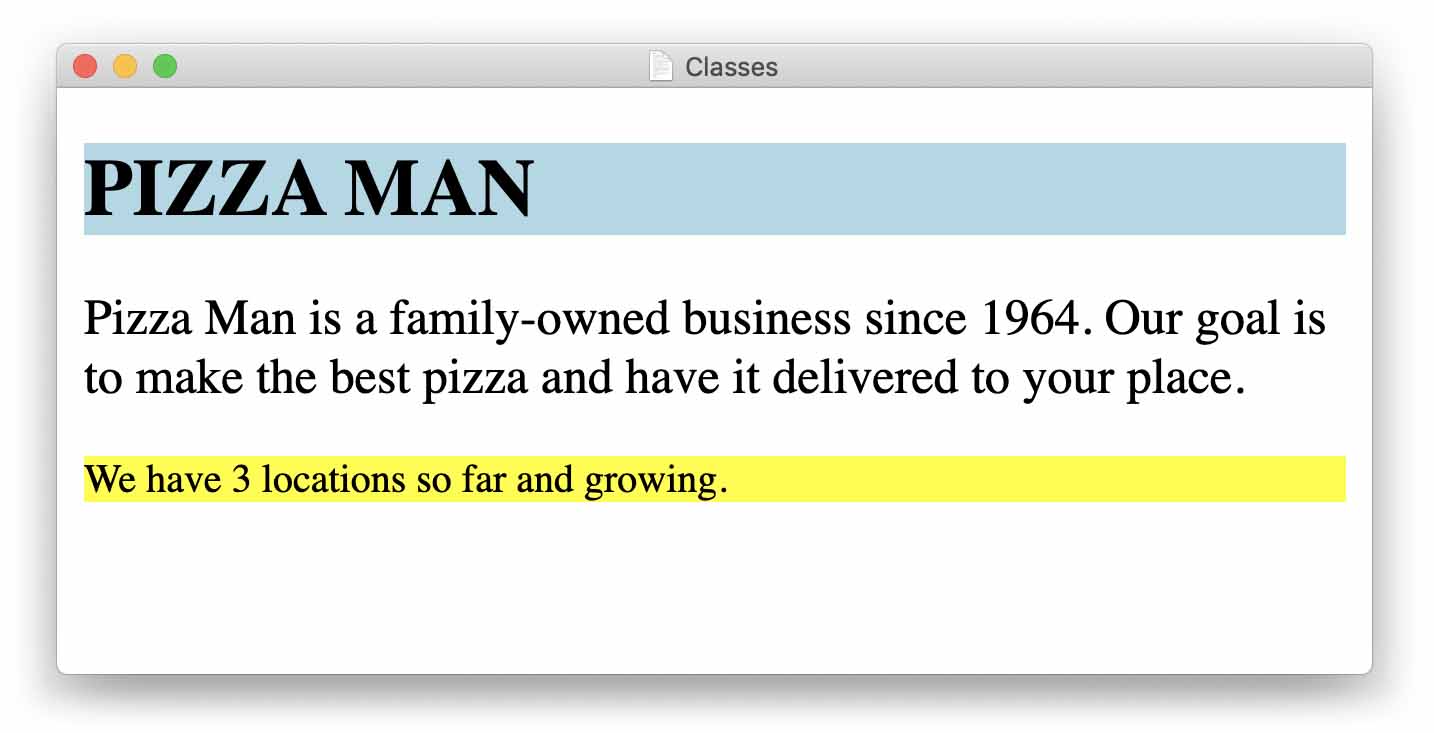 Classes
PIZZA MAN
Pizza Man is a family-owned business since 1964. Our goal is
to make the best pizza and have it delivered to your place.
We have 3 locations so far and growing.